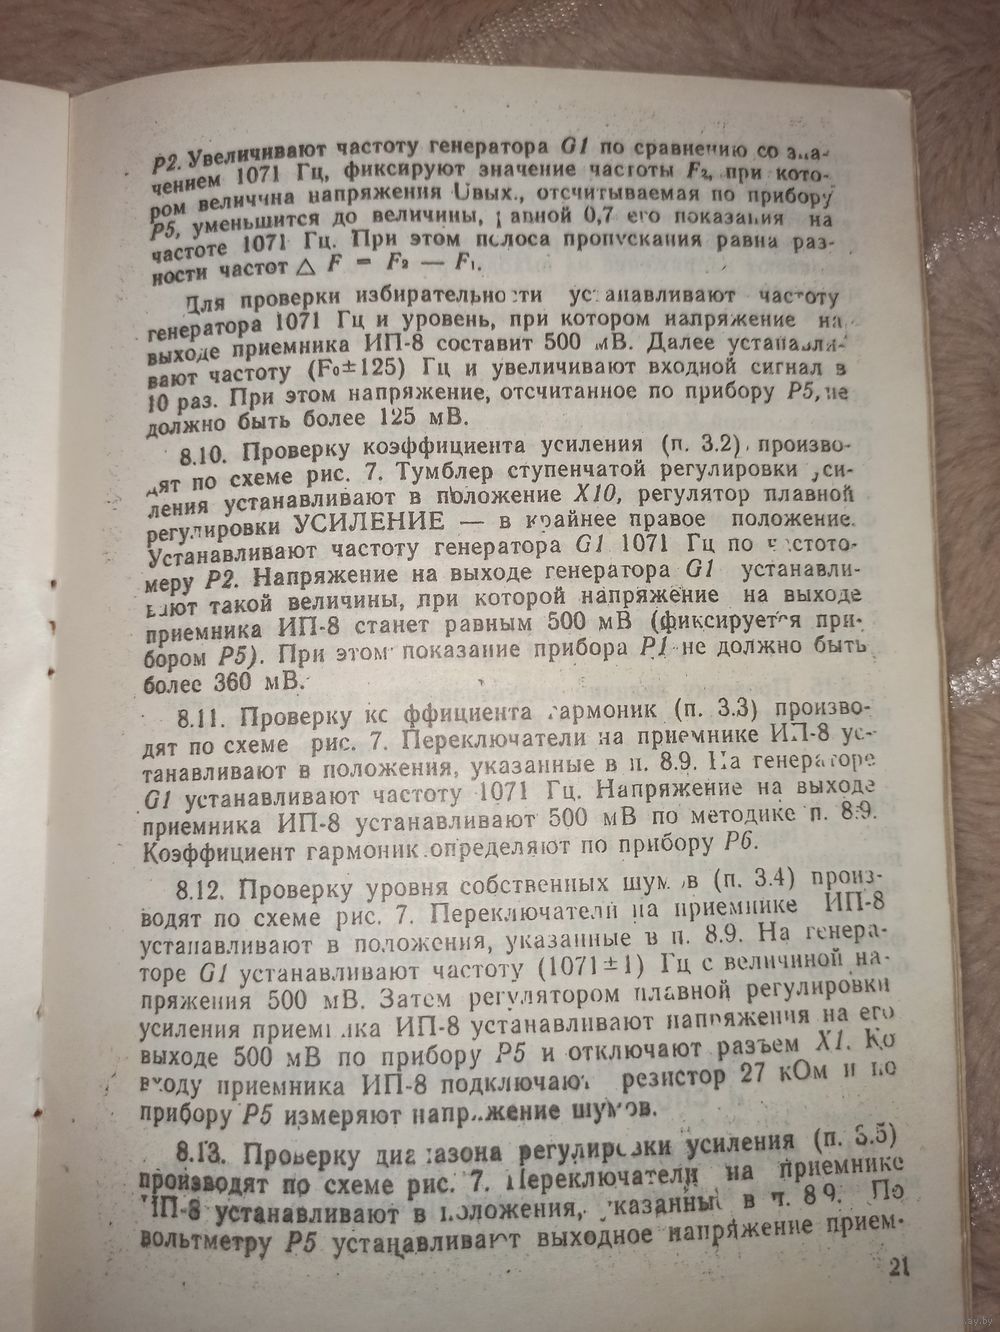 Р2. Увеличивают частоту генератора G1 по сравнению со зна-
чением 1071 Гц, фиксируют значение частоты F₂, при кото-
ром величина напряжения Uвых., отсчитываемая по прибору
Р5, уменьшится до величины, равной 0,7 его показания на
частоте 1071 Гц. При этом полоса пропускания равна раз-
ности частот △ F = F₂ — F₁.
Для проверки избирательности устанавливают частоту
генератора 1071 Гц и уровень, при котором напряжение на
выходе приемника ИП-8 составит 500 мВ. Далее устанавли-
вают частоту (F₀±125) Гц и увеличивают входной сигнал в
10 раз. При этом напряжение, отсчитанное по прибору Р5, не
должно быть более 125 мВ.
8.10. Проверку коэффициента усиления (п. 3.2) произво-
дят по схеме рис. 7. Тумблер ступенчатой регулировки уси-
ления устанавливают в положение X10, регулятор плавной
регулировки УСИЛЕНИЕ — в крайнее правое положение.
Устанавливают частоту генератора G1 1071 Гц по частото-
меру Р2. Напряжение на выходе генератора G1 устанавли-
вают такой величины, при которой напряжение на выходе
приемника ИП-8 станет равным 500 мВ (фиксируется при-
бором Р5). При этом показание прибора Р1 не должно быть
более 360 мВ.
8.11. Проверку коэффициента гармоник (п. 3.3) произво-
дят по схеме рис. 7. Переключатели на приемнике ИП-8 ус-
танавливают в положения, указанные в п. 8.9. На генераторе
G1 устанавливают частоту 1071 Гц. Напряжение на выходе
приемника ИП-8 устанавливают 500 мВ по методике п. 8.9.
Коэффициент гармоник определяют по прибору Р6.
8.12. Проверку уровня собственных шумов (п. 3.4) произ-
водят по схеме рис. 7. Переключатели на приемнике ИП-8
устанавливают в положения, указанные в п. 8.9. На генера-
торе G1 устанавливают частоту (1071±1) Гц с величиной на-
пряжения 500 мВ. Затем регулятором плавной регулировки
усиления приемника ИП-8 устанавливают напряжения на его
выходе 500 мВ по прибору Р5 и отключают разъем X1. Ко
входу приемника ИП-8 подключают резистор 27 кОм и по
прибору Р5 измеряют напряжение шумов.
8.13. Проверку диапазона регулировки усиления (п. 3.5)
производят по схеме рис. 7. Переключатели на приемнике
ИП-8 устанавливают в положения, указанные в п. 8 9. По
вольтметру Р5 устанавливают выходное напряжение прием-
21
ay.by